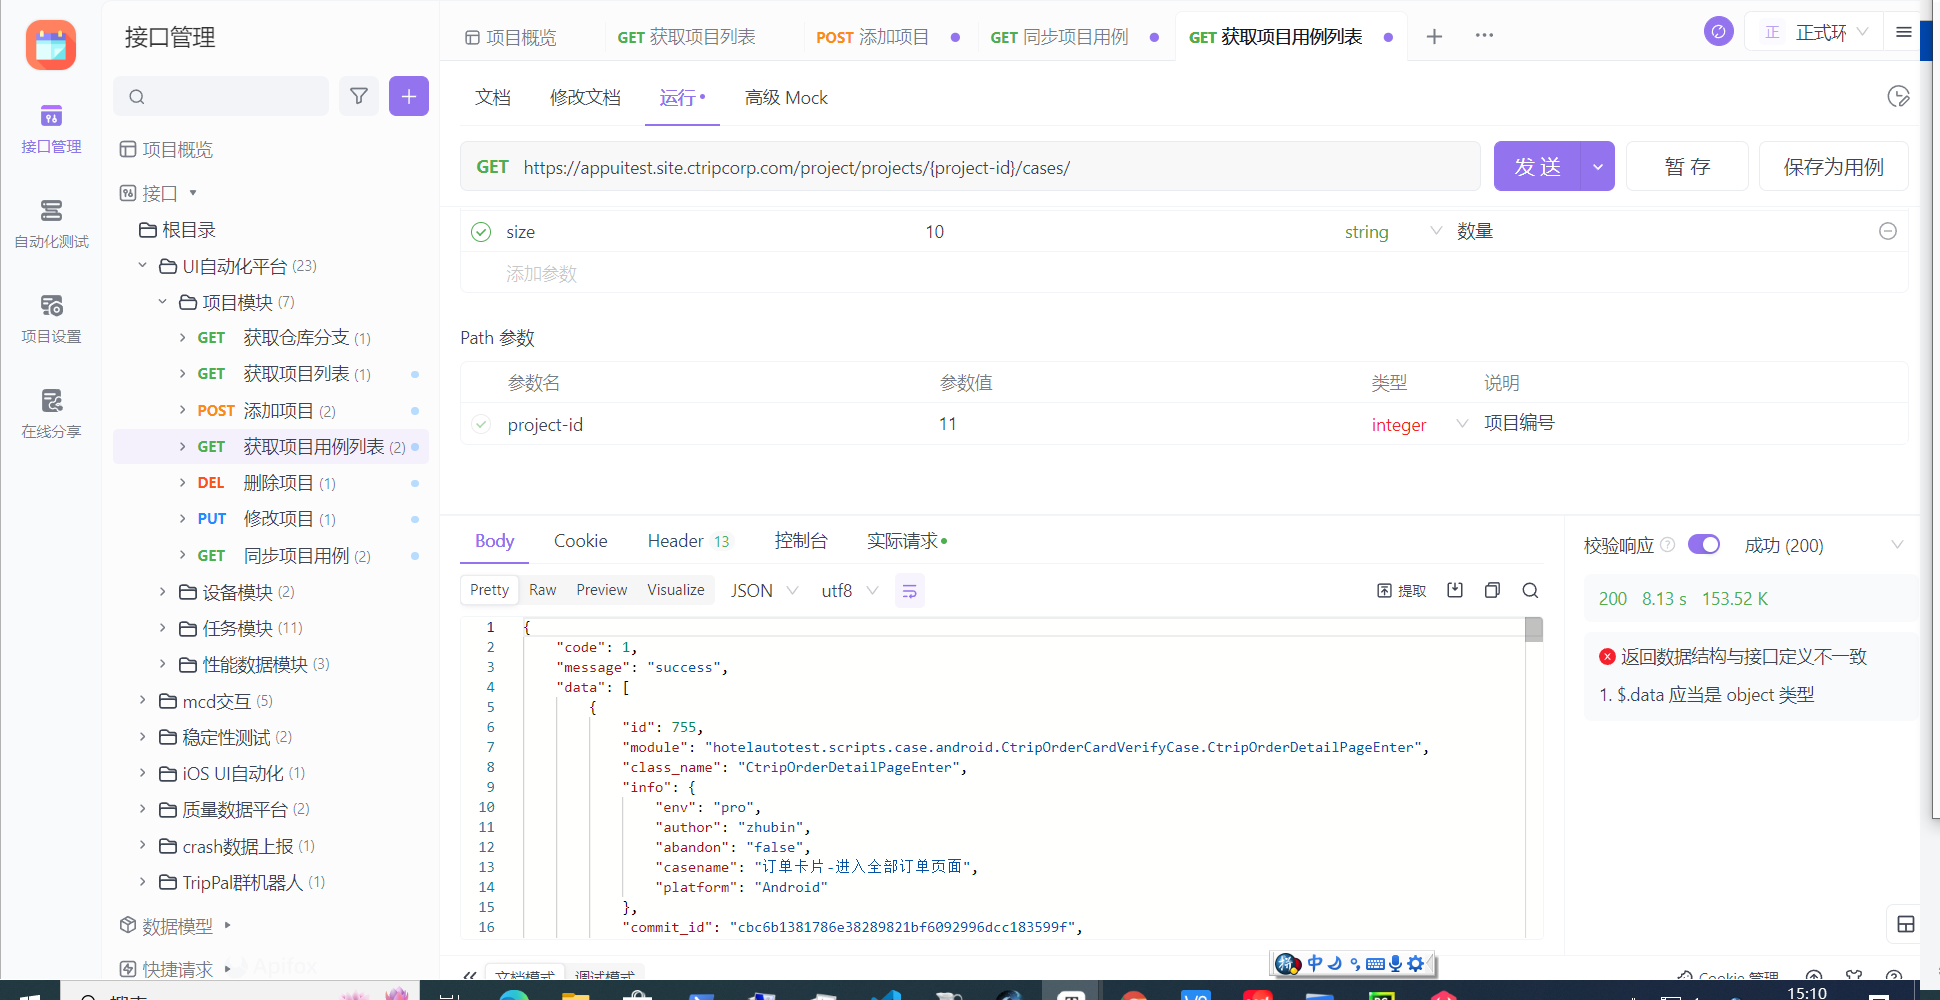 接口管理
项目概览
GET 获取项目列表
POST 添加项目
GET 同步项目用例
GET 获取项目用例列表
正 正式环
接口管理
自动化测试
项目设置
在线分享
项目概览
接口
根目录
UI自动化平台 (23)
项目模块 (7)
GET 获取仓库分支 (1)
GET 获取项目列表 (1)
POST 添加项目 (2)
GET 获取项目用例列表 (2)
DEL 删除项目 (1)
PUT 修改项目 (1)
GET 同步项目用例 (2)
设备模块 (2)
任务模块 (11)
性能数据模块 (3)
mcd交互 (5)
稳定性测试 (2)
iOS UI自动化 (1)
质量数据平台 (2)
crash数据上报 (1)
TripPal群机器人 (1)
数据模型
快捷请求
Apifox
文档 修改文档 运行 高级 Mock
GET https://appuitest.site.ctripcorp.com/project/projects/{project-id}/cases/
发送 暂存 保存为用例
size 10 string 数量
添加参数
Path 参数
参数名 参数值 类型 说明
project-id 11 integer 项目编号
Body Cookie Header 13 控制台 实际请求
Pretty Raw Preview Visualize JSON utf8 提取
1 {
2 "code": 1,
3 "message": "success",
4 "data": [
5 {
6 "id": 755,
7 "module": "hotelautotest.scripts.case.android.CtripOrderCardVerifyCase.CtripOrderDetailPageEnter",
8 "class_name": "CtripOrderDetailPageEnter",
9 "info": {
10 "env": "pro",
11 "author": "zhubin",
12 "abandon": "false",
13 "casename": "订单卡片-进入全部订单页面",
14 "platform": "Android"
15 },
16 "commit_id": "cbc6b1381786e38289821bf6092996dcc183599f",
校验响应 成功 (200)
200 8.13 s 153.52 K
返回数据结构与接口定义不一致
1. $.data 应当是 object 类型
文档模式 调试模式
中
Cookie 管理
搜索
15:10